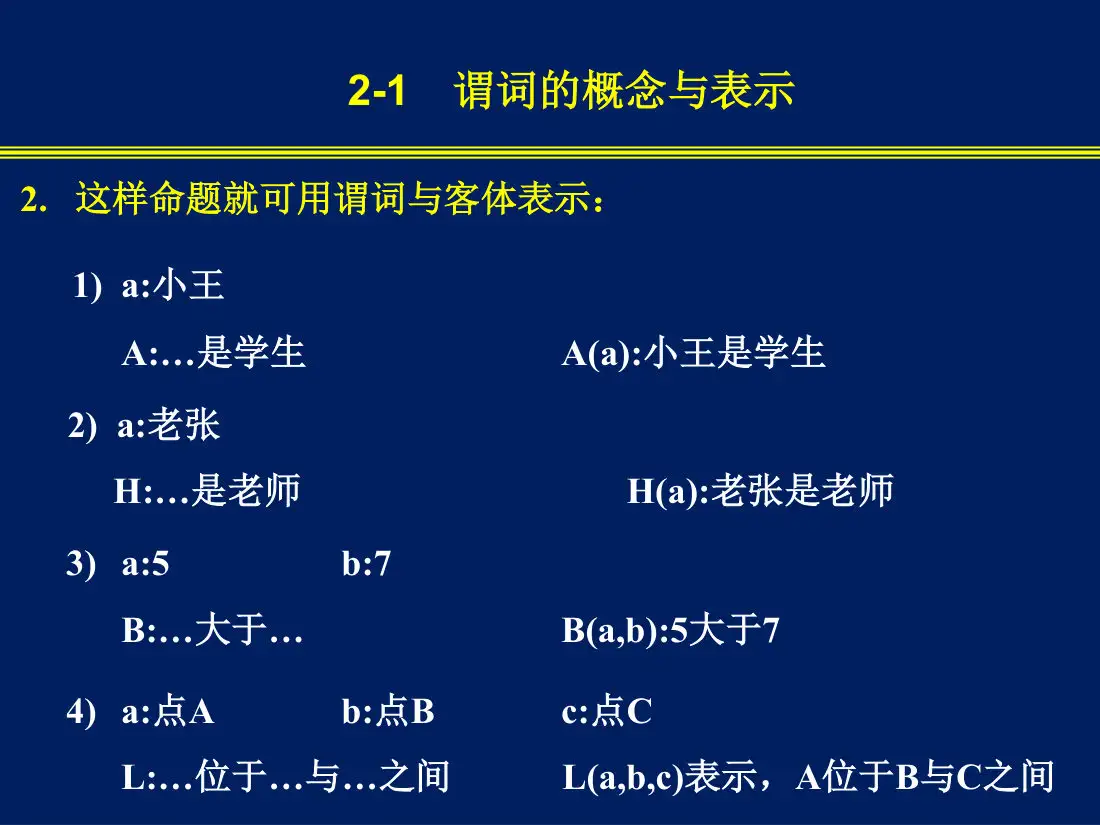 2-1 谓词的概念与表示
2. 这样命题就可用谓词与客体表示：
1) a:小王
A:…是学生 A(a):小王是学生
2) a:老张
H:…是老师 H(a):老张是老师
3) a:5 b:7
B:…大于… B(a,b):5大于7
4) a:点A b:点B c:点C
L:…位于…与…之间 L(a,b,c)表示，A位于B与C之间